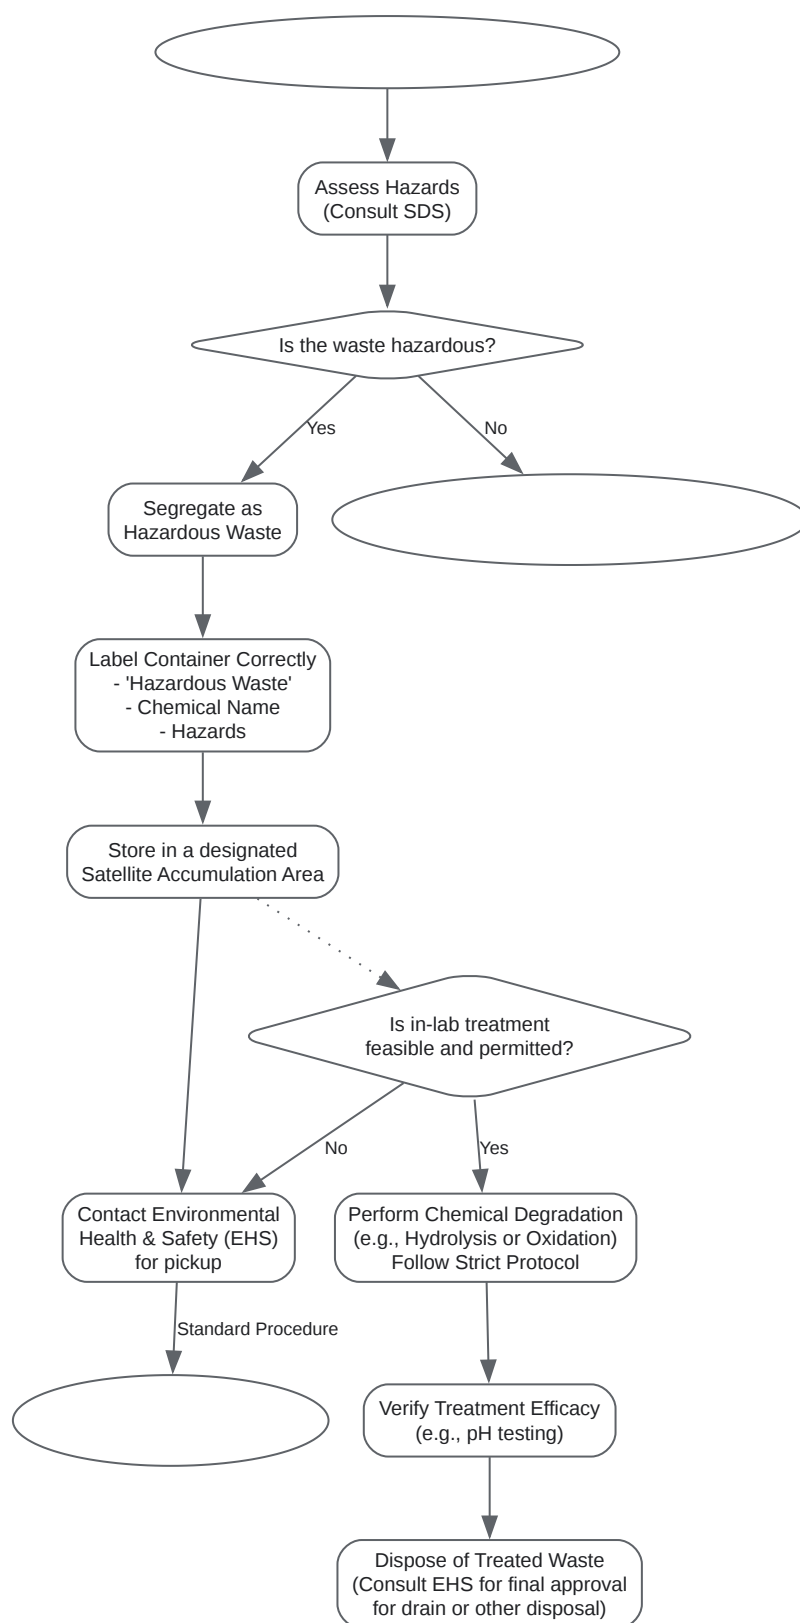 Assess Hazards
(Consult SDS)
Is the waste hazardous?
Yes
No
Segregate as
Hazardous Waste
Label Container Correctly
- 'Hazardous Waste'
- Chemical Name
- Hazards
Store in a designated
Satellite Accumulation Area
Is in-lab treatment
feasible and permitted?
No
Yes
Contact Environmental
Health & Safety (EHS)
for pickup
Perform Chemical Degradation
(e.g., Hydrolysis or Oxidation)
Follow Strict Protocol
Standard Procedure
Verify Treatment Efficacy
(e.g., pH testing)
Dispose of Treated Waste
(Consult EHS for final approval
for drain or other disposal)